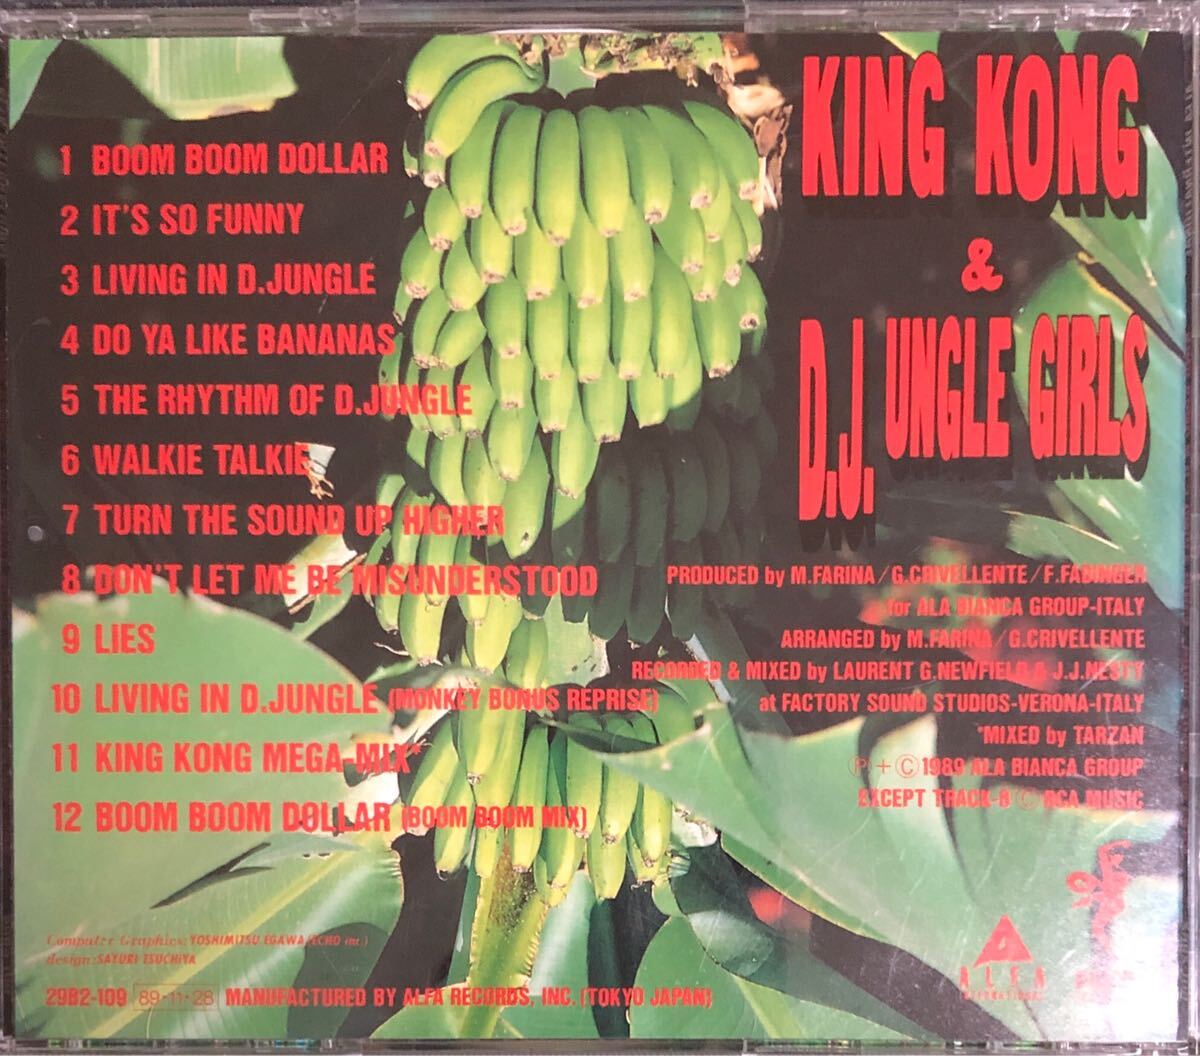 KING KONG
&
D.J. UNGLE GIRLS
1 BOOM BOOM DOLLAR
2 IT'S SO FUNNY
3 LIVING IN D.JUNGLE
4 DO YA LIKE BANANAS
5 THE RHYTHM OF D.JUNGLE
6 WALKIE TALKIE
7 TURN THE SOUND UP HIGHER
8 DON'T LET ME BE MISUNDERSTOOD
9 LIES
10 LIVING IN D.JUNGLE (MONKEY BONUS REPRISE)
11 KING KONG MEGA-MIX*
12 BOOM BOOM DOLLAR (BOOM BOOM MIX)
PRODUCED by M.FARINA/G.CRIVELLENTE/F.FABINGER
for ALA BIANCA GROUP-ITALY
ARRANGED by M.FARINA/G.CRIVELLENTE
RECORDED & MIXED by LAURENT G.NEWFIELD & J.J.NESTY
at FACTORY SOUND STUDIOS-VERONA-ITALY
*MIXED by TARZAN
Ⓟ+Ⓒ1989 ALA BIANCA GROUP
EXCEPT TRACK-8 Ⓒ RCA MUSIC
Computer Graphics:YOSHIMITSU EGAWA(ECHO inc.)
design:SAYURI TSUCHIYA
29B2-109 89·11·28 MANUFACTURED BY ALFA RECORDS, INC. (TOKYO JAPAN)
ALFA
INTERNATIONAL